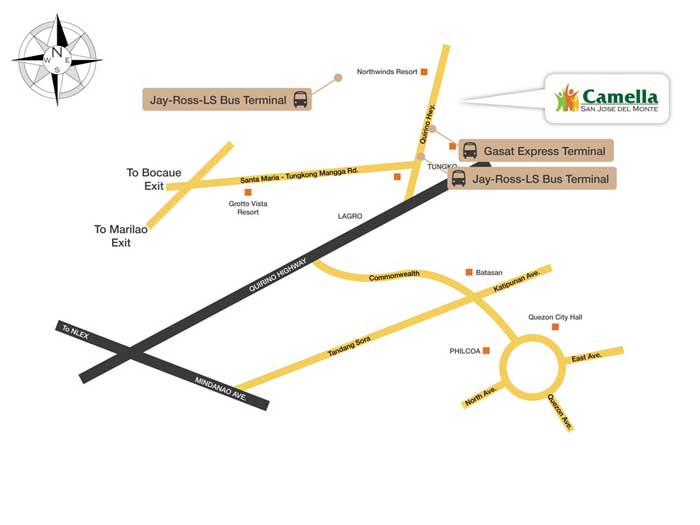 N
W
E
S
Northwinds Resort
Jay-Ross-LS Bus Terminal
Camella
SAN JOSE DEL MONTE
Quirino Hwy.
Gasat Express Terminal
TUNGKO
Jay-Ross-LS Bus Terminal
To Bocaue
Exit
Santa Maria - Tungkong Mangga Rd.
Grotto Vista
Resort
LAGRO
To Marilao
Exit
QUIRINO HIGHWAY
Commonwealth
Batasan
Katipunan Ave.
Quezon City Hall
To NLEX
Tandang Sora
PHILCOA
East Ave.
MINDANAO AVE.
North Ave.
Quezon Ave.